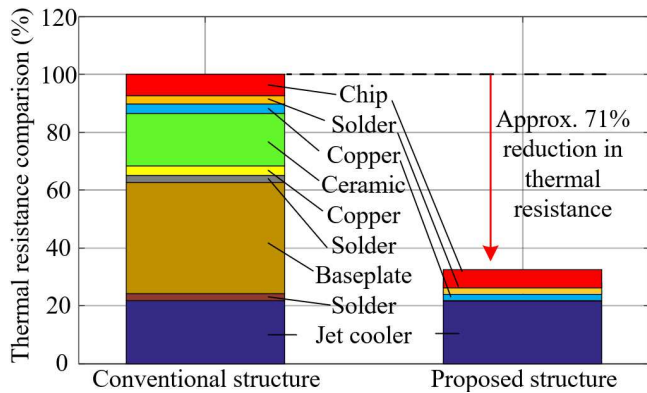 Thermal resistance comparison (%)
120
100
80
60
40
20
0
Chip
Solder
Copper
Ceramic
Copper
Solder
Baseplate
Solder
Jet cooler
Approx. 71%
reduction in
thermal
resistance
Conventional structure
Proposed structure